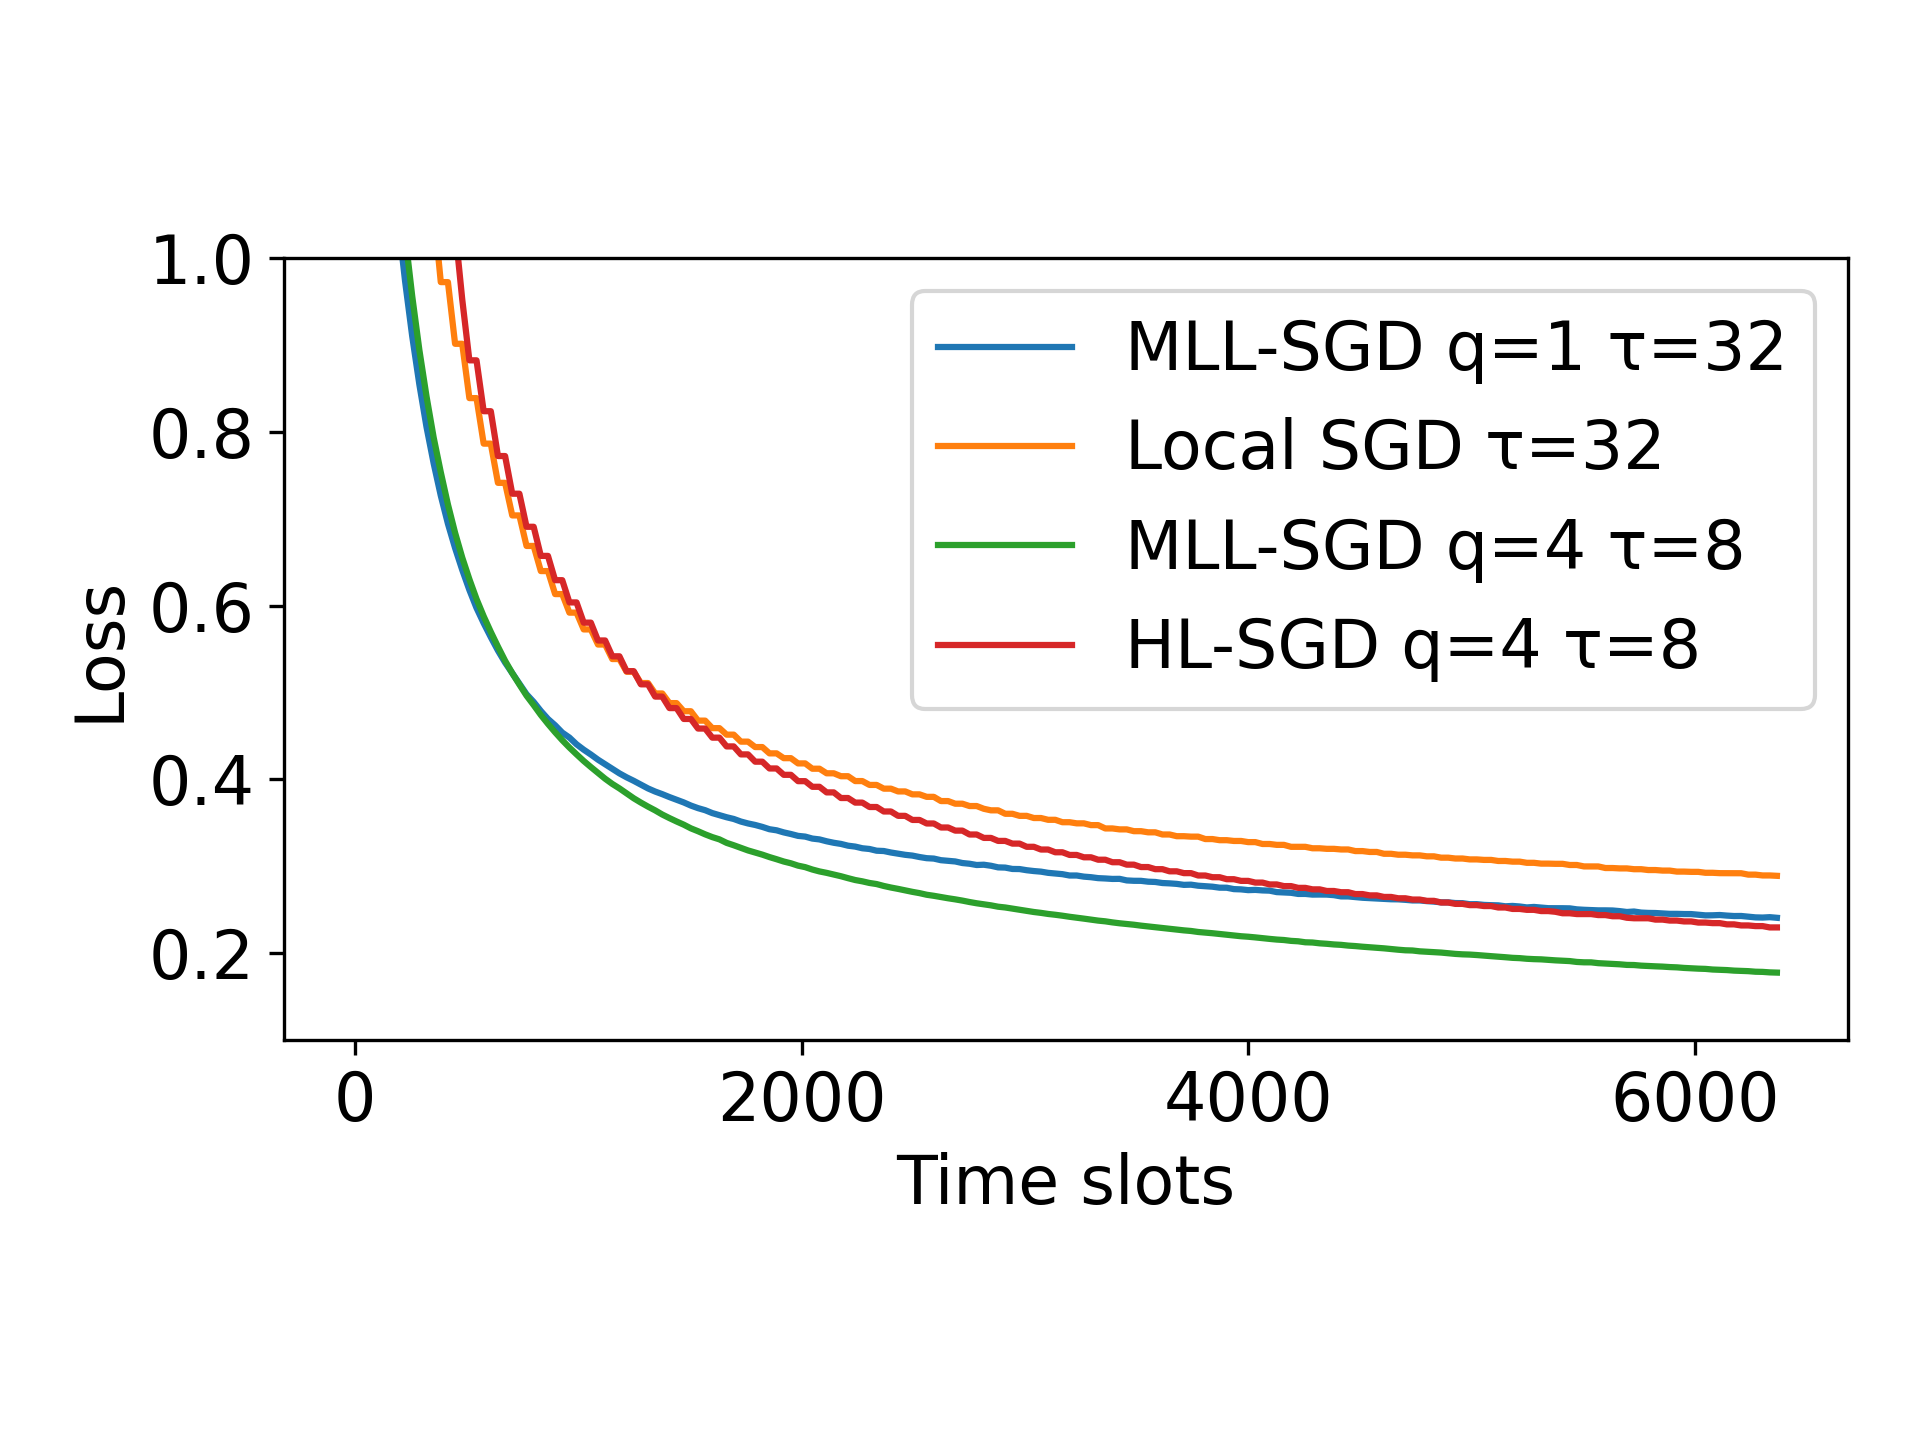 1.0
0.8
0.6
0.4
0.2
Loss
0
2000
4000
6000
Time slots
MLL-SGD q=1 τ=32
Local SGD τ=32
MLL-SGD q=4 τ=8
HL-SGD q=4 τ=8